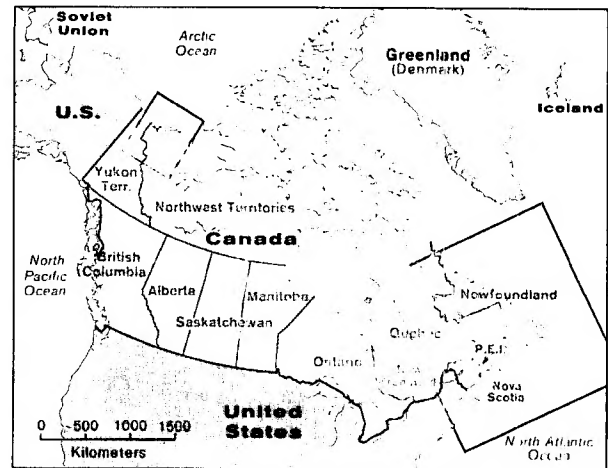 Soviet
Union
Arctic
Ocean
Greenland
(Denmark)
Iceland
U.S.
Yukon
Terr.
Northwest Territories
Canada
North
Pacific
Ocean
British
Columbia
Alberta
Manitoba
Saskatchewan
Newfoundland
Quebec
P.E.I.
Ontario
Nova
Scotia
United
States
0 500 1000 1500
Kilometers
North Atlantic
Ocean